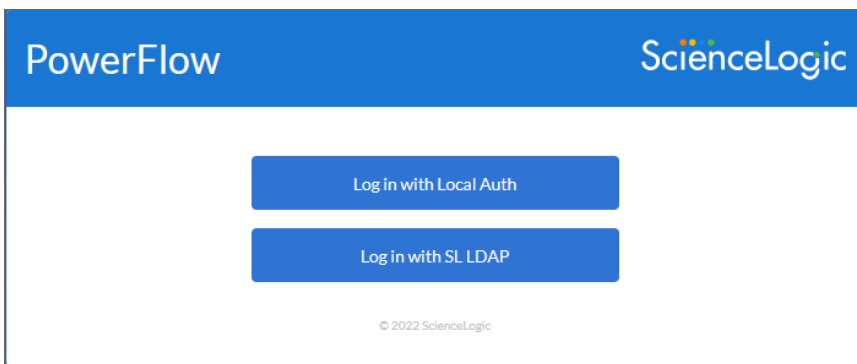 PowerFlow
ScienceLogic
Log in with Local Auth
Log in with SL LDAP
© 2022 ScienceLogic